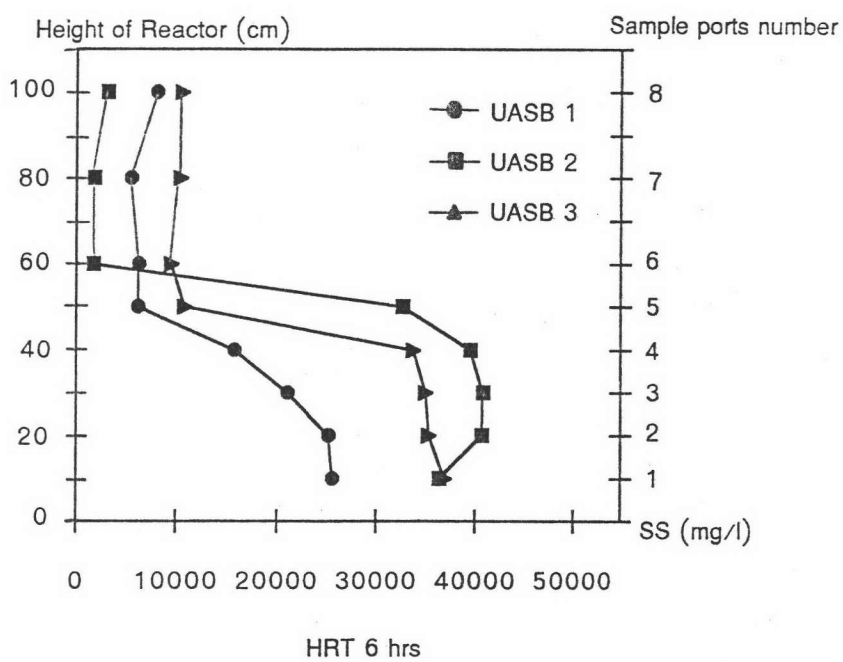 Height of Reactor (cm)
Sample ports number
100
80
60
40
20
0
8
7
6
5
4
3
2
1
UASB 1
UASB 2
UASB 3
SS (mg/l)
0 10000 20000 30000 40000 50000
HRT 6 hrs